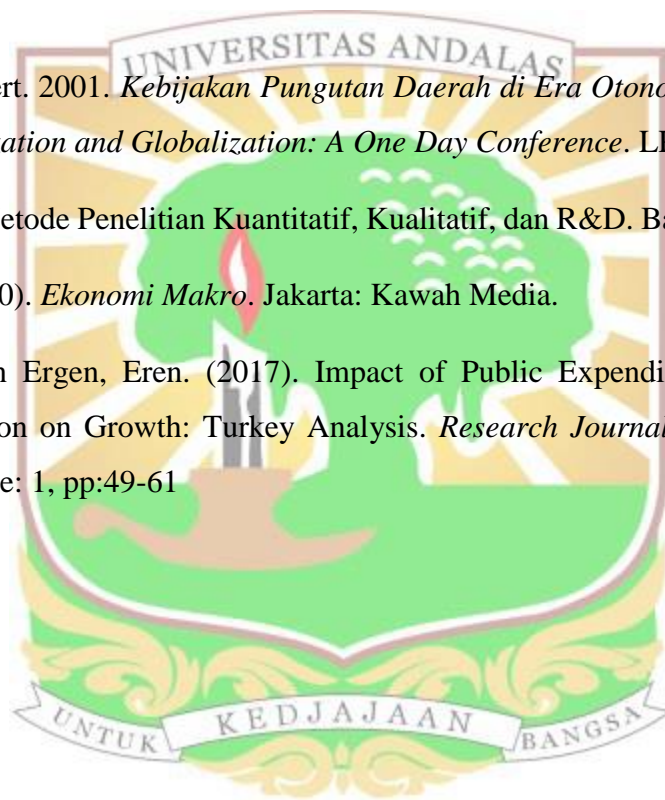 UNIVERSITAS ANDALAS
ert. 2001. Kebijakan Pungutan Daerah di Era Otono
ation and Globalization: A One Day Conference. LP
etode Penelitian Kuantitatif, Kualitatif, dan R&D. Ba
0). Ekonomi Makro. Jakarta: Kawah Media.
n Ergen, Eren. (2017). Impact of Public Expendi
on on Growth: Turkey Analysis. Research Journal
e: 1, pp:49-61
UNTUK KEDJAJAAN BANGSA